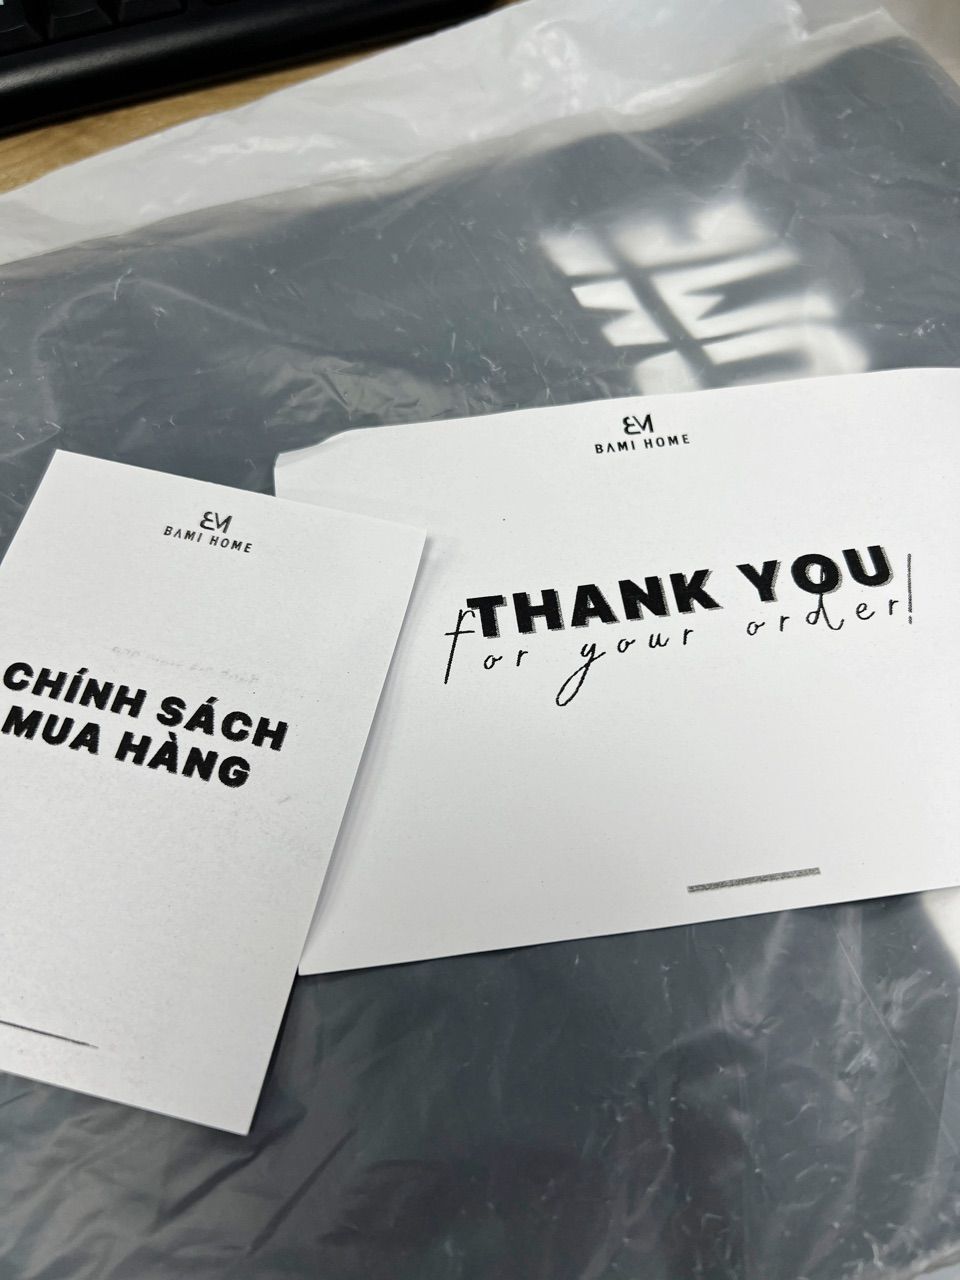 BAMI HOME
CHÍNH SÁCH
MUA HÀNG
BAMI HOME
THANK YOU
for your order!